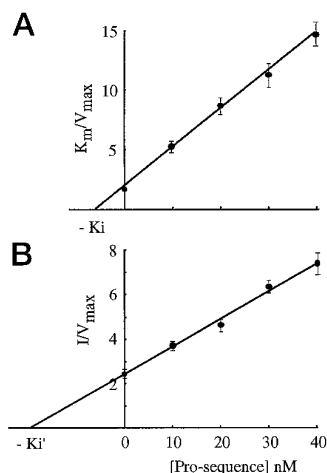 A
15
10
5
Km/Vmax
- Ki
B
8
6
4
2
I/Vmax
- Ki'
0 10 20 30 40
[Pro-sequence] nM